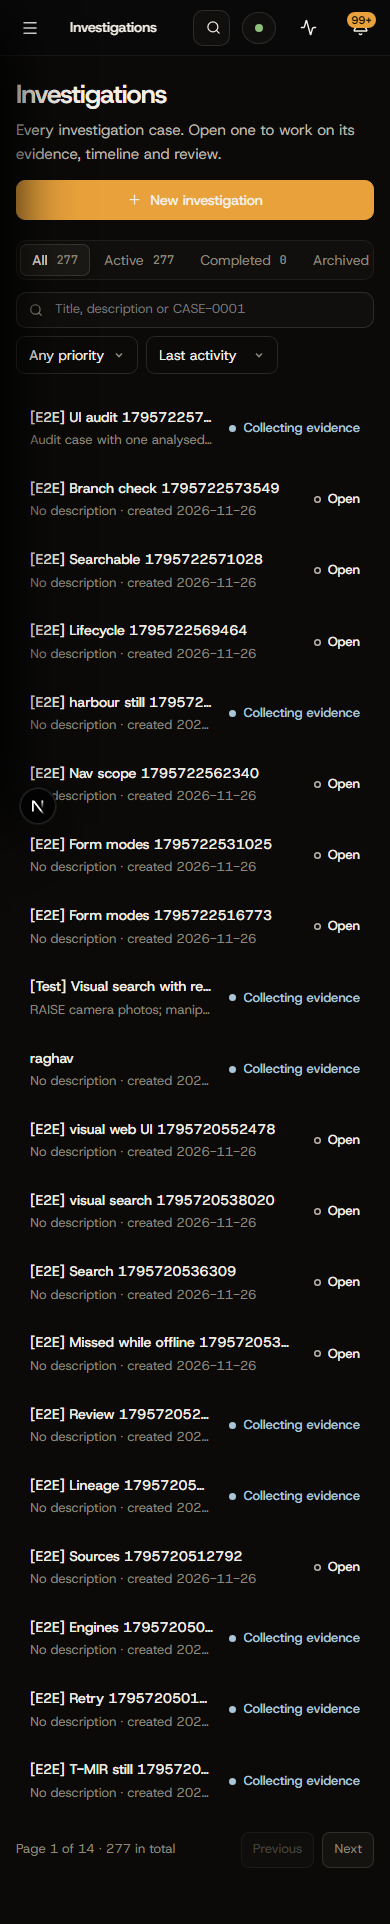 Investigations
99+
Investigations
Every investigation case. Open one to work on its
evidence, timeline and review.
+ New investigation
All 277 Active 277 Completed 0 Archived
Title, description or CASE-0001
Any priority Last activity
[E2E] UI audit 179572257…
Audit case with one analysed…
Collecting evidence
[E2E] Branch check 1795722573549
No description · created 2026-11-26
Open
[E2E] Searchable 1795722571028
No description · created 2026-11-26
Open
[E2E] Lifecycle 1795722569464
No description · created 2026-11-26
Open
[E2E] harbour still 179572…
No description · created 202…
Collecting evidence
[E2E] Nav scope 1795722562340
description · created 2026-11-26
Open
N
[E2E] Form modes 1795722531025
No description · created 2026-11-26
Open
[E2E] Form modes 1795722516773
No description · created 2026-11-26
Open
[Test] Visual search with re…
RAISE camera photos; manip…
Collecting evidence
raghav
No description · created 202…
Collecting evidence
[E2E] visual web UI 1795720552478
No description · created 2026-11-26
Open
[E2E] visual search 1795720538020
No description · created 2026-11-26
Open
[E2E] Search 1795720536309
No description · created 2026-11-26
Open
[E2E] Missed while offline 179572053…
No description · created 2026-11-26
Open
[E2E] Review 179572052…
No description · created 202…
Collecting evidence
[E2E] Lineage 17957205…
No description · created 202…
Collecting evidence
[E2E] Sources 1795720512792
No description · created 2026-11-26
Open
[E2E] Engines 179572050…
No description · created 202…
Collecting evidence
[E2E] Retry 1795720501…
No description · created 202…
Collecting evidence
[E2E] T-MIR still 1795720…
No description · created 202…
Collecting evidence
Page 1 of 14 · 277 in total
Previous Next